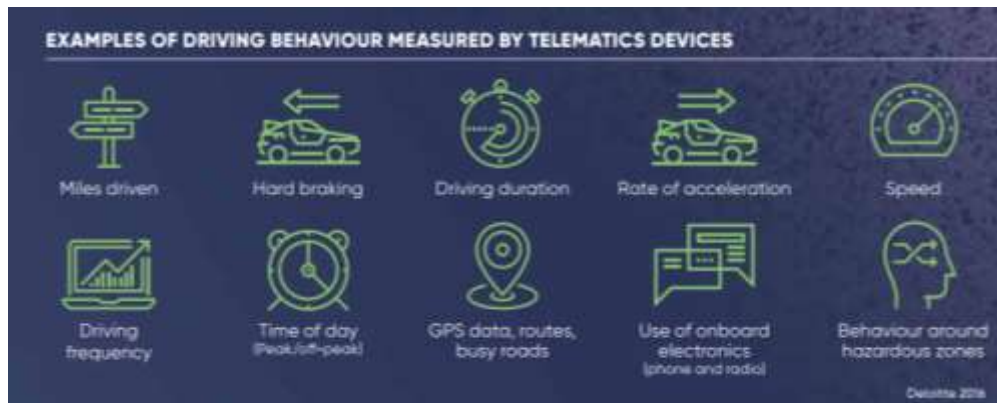 EXAMPLES OF DRIVING BEHAVIOUR MEASURED BY TELEMATICS DEVICES
Miles driven
Hard braking
Driving duration
Rate of acceleration
Speed
Driving
frequency
Time of day
(Peak/off-peak)
GPS data, routes,
busy roads
Use of onboard
electronics
(phone and radio)
Behaviour around
hazardous zones
Deloitte 2016